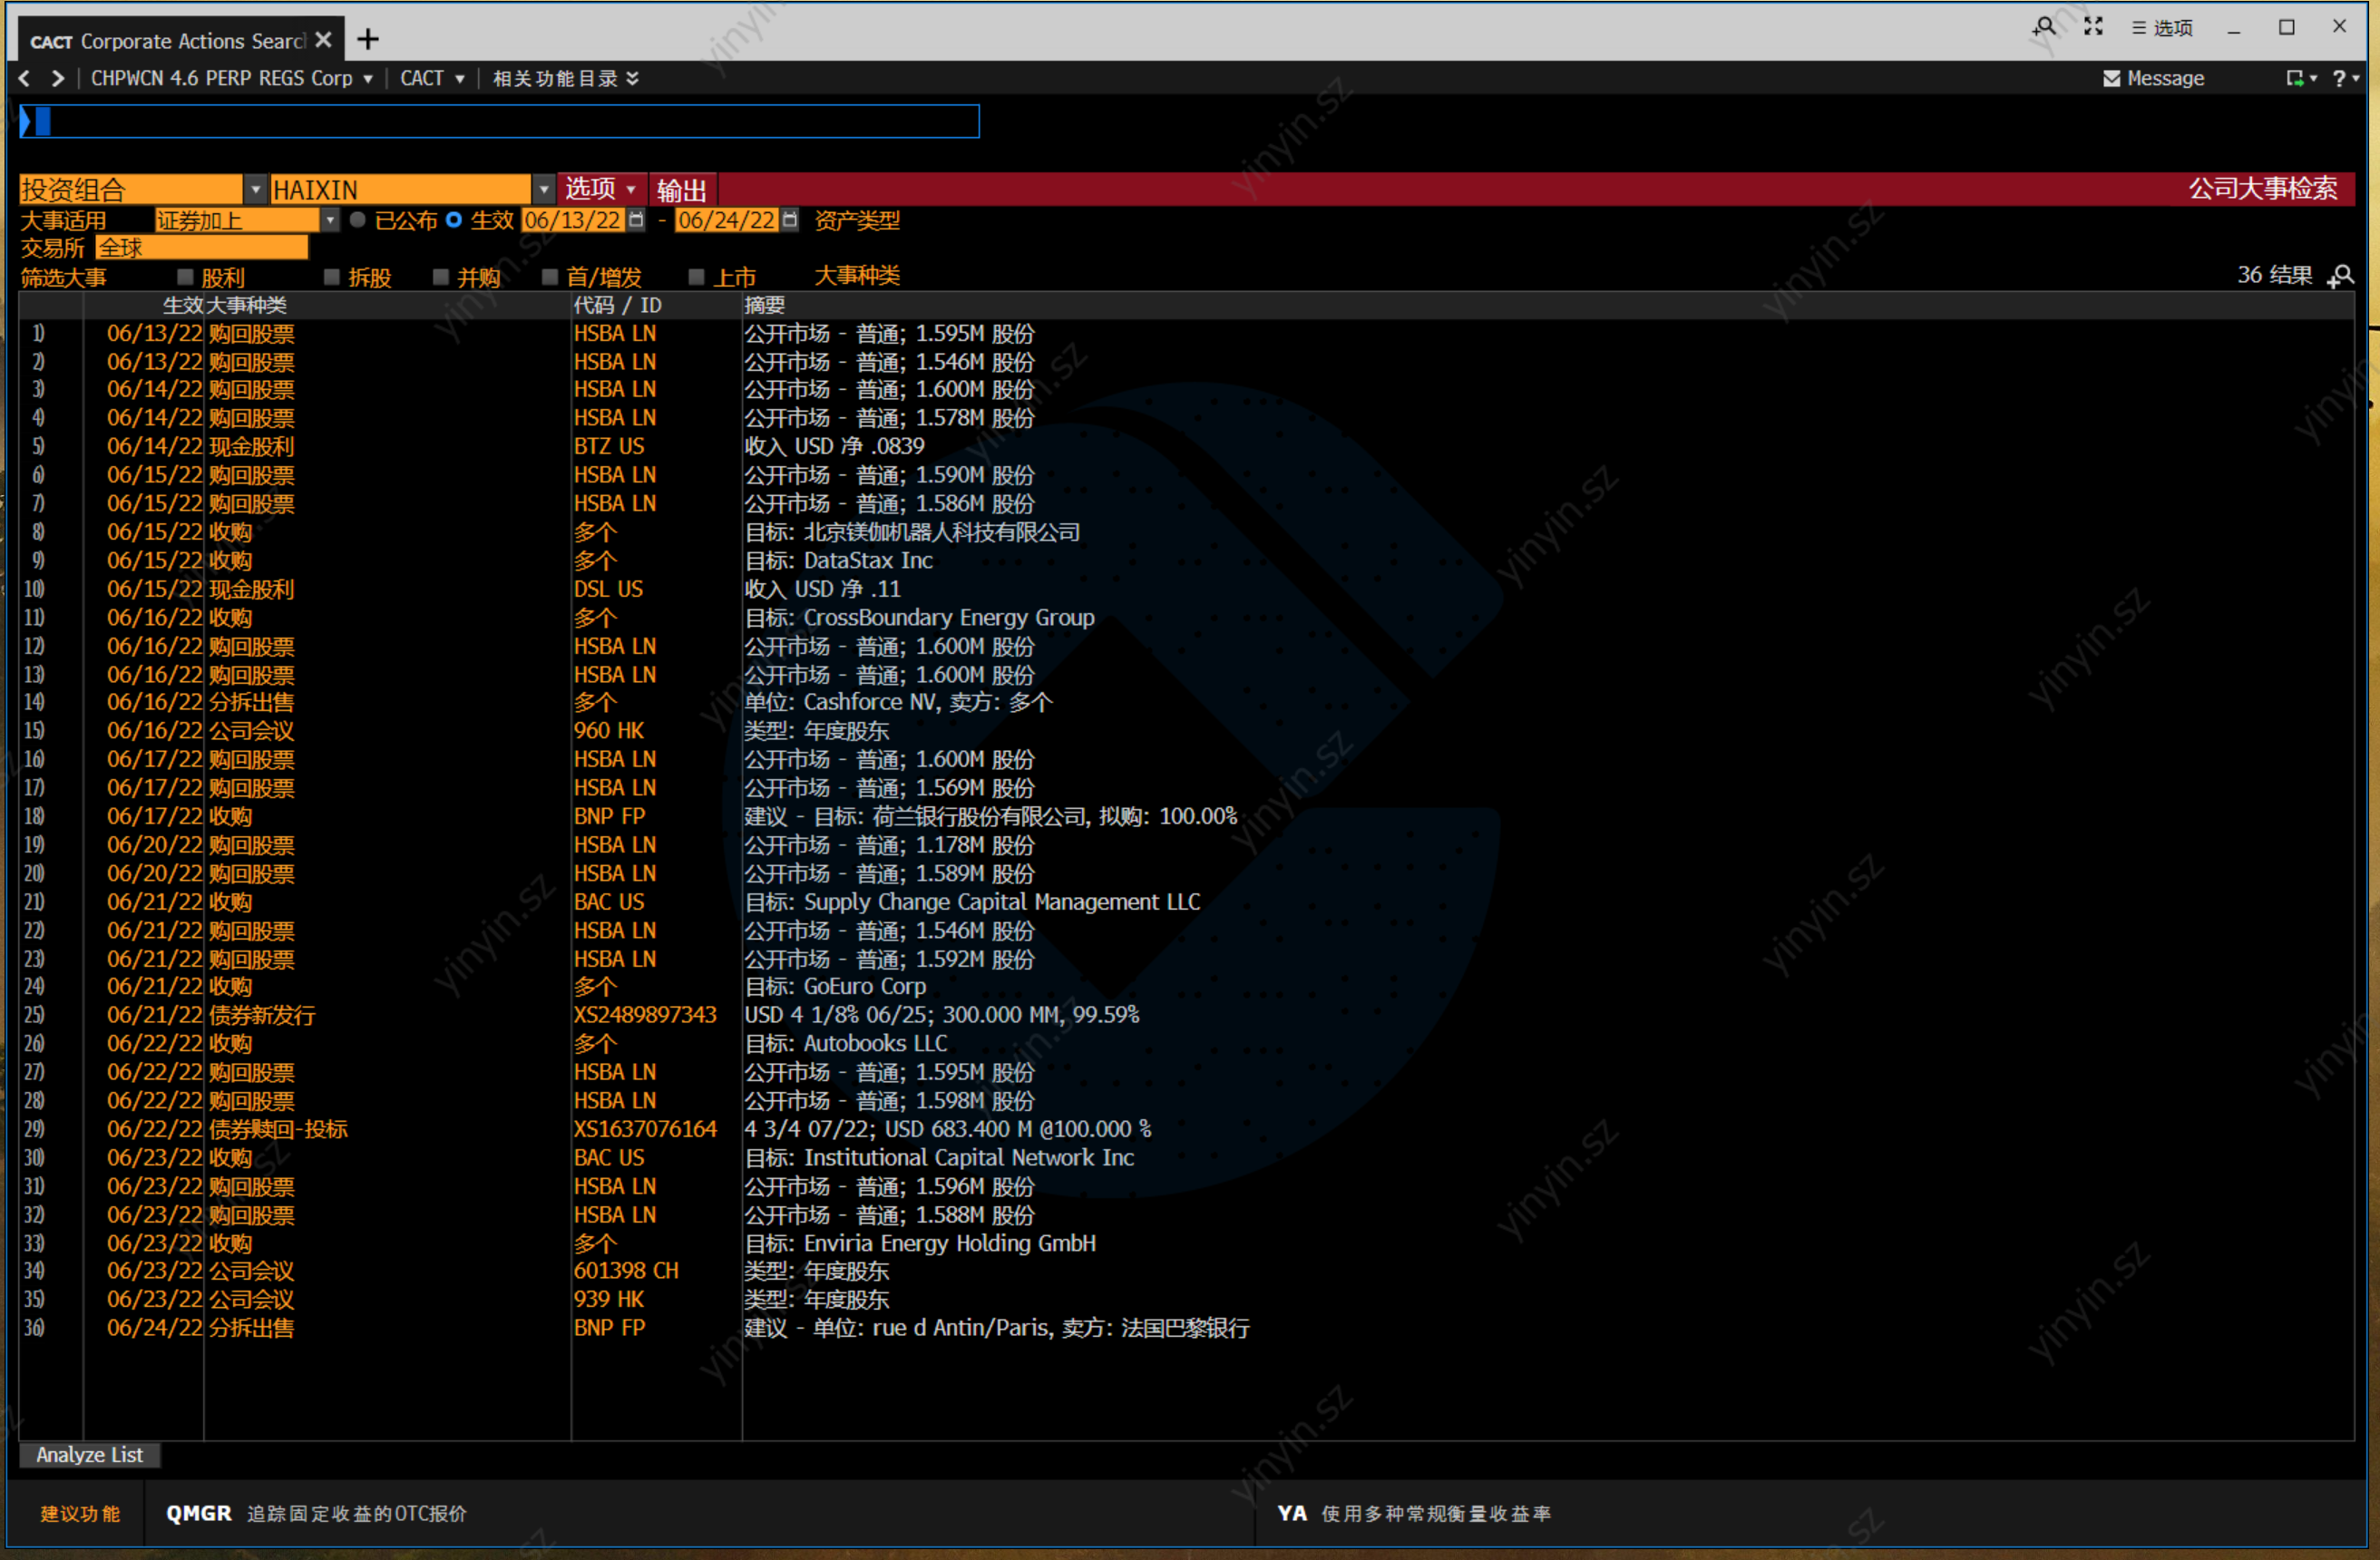 CACT Corporate Actions Searc
选项
CHPWCN 4.6 PERP REGS Corp CACT 相关功能目录 Message ?
投资组合 HAIXIN 选项 输出 公司大事检索
大事适用 证券加上 已公布 生效 06/13/22 - 06/24/22 资产类型
交易所 全球
筛选大事 股利 拆股 并购 首/增发 上市 大事种类 36 结果
生效 大事种类 代码 / ID 摘要
1) 06/13/22 购回股票 HSBA LN 公开市场 - 普通; 1.595M 股份
2) 06/13/22 购回股票 HSBA LN 公开市场 - 普通; 1.546M 股份
3) 06/14/22 购回股票 HSBA LN 公开市场 - 普通; 1.600M 股份
4) 06/14/22 购回股票 HSBA LN 公开市场 - 普通; 1.578M 股份
5) 06/14/22 现金股利 BTZ US 收入 USD 净 .0839
6) 06/15/22 购回股票 HSBA LN 公开市场 - 普通; 1.590M 股份
7) 06/15/22 购回股票 HSBA LN 公开市场 - 普通; 1.586M 股份
8) 06/15/22 收购 多个 目标: 北京镁伽机器人科技有限公司
9) 06/15/22 收购 多个 目标: DataStax Inc
10) 06/15/22 现金股利 DSL US 收入 USD 净 .11
11) 06/16/22 收购 多个 目标: CrossBoundary Energy Group
12) 06/16/22 购回股票 HSBA LN 公开市场 - 普通; 1.600M 股份
13) 06/16/22 购回股票 HSBA LN 公开市场 - 普通; 1.600M 股份
14) 06/16/22 分拆出售 多个 单位: Cashforce NV, 卖方: 多个
15) 06/16/22 公司会议 960 HK 类型: 年度股东
16) 06/17/22 购回股票 HSBA LN 公开市场 - 普通; 1.600M 股份
17) 06/17/22 购回股票 HSBA LN 公开市场 - 普通; 1.569M 股份
18) 06/17/22 收购 BNP FP 建议 - 目标: 荷兰银行股份有限公司, 拟购: 100.00%
19) 06/20/22 购回股票 HSBA LN 公开市场 - 普通; 1.178M 股份
20) 06/20/22 购回股票 HSBA LN 公开市场 - 普通; 1.589M 股份
21) 06/21/22 收购 BAC US 目标: Supply Change Capital Management LLC
22) 06/21/22 购回股票 HSBA LN 公开市场 - 普通; 1.546M 股份
23) 06/21/22 购回股票 HSBA LN 公开市场 - 普通; 1.592M 股份
24) 06/21/22 收购 多个 目标: GoEuro Corp
25) 06/21/22 债券新发行 XS2489897343 USD 4 1/8% 06/25; 300.000 MM, 99.59%
26) 06/22/22 收购 多个 目标: Autobooks LLC
27) 06/22/22 购回股票 HSBA LN 公开市场 - 普通; 1.595M 股份
28) 06/22/22 购回股票 HSBA LN 公开市场 - 普通; 1.598M 股份
29) 06/22/22 债券赎回-投标 XS1637076164 4 3/4 07/22; USD 683.400 M @100.000 %
30) 06/23/22 收购 BAC US 目标: Institutional Capital Network Inc
31) 06/23/22 购回股票 HSBA LN 公开市场 - 普通; 1.596M 股份
32) 06/23/22 购回股票 HSBA LN 公开市场 - 普通; 1.588M 股份
33) 06/23/22 收购 多个 目标: Enviria Energy Holding GmbH
34) 06/23/22 公司会议 601398 CH 类型: 年度股东
35) 06/23/22 公司会议 939 HK 类型: 年度股东
36) 06/24/22 分拆出售 BNP FP 建议 - 单位: rue d Antin/Paris, 卖方: 法国巴黎银行
Analyze List
建议功能 QMGR 追踪固定收益的OTC报价 YA 使用多种常规衡量收益率
yinyin.sz